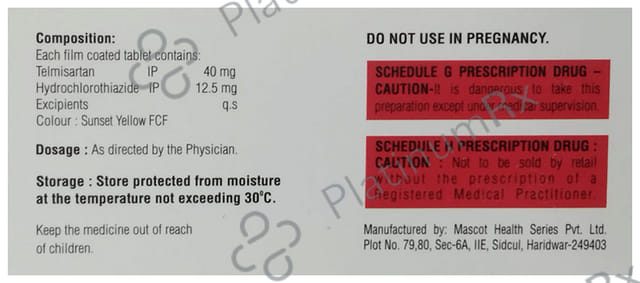 Composition:
Each film coated tablet contains:
Telmisartan IP 40 mg
Hydrochlorothiazide IP 12.5 mg
Excipients q.s
Colour : Sunset Yellow FCF
Dosage : As directed by the Physician.
Storage : Store protected from moisture
at the temperature not exceeding 30°C.
Keep the medicine out of reach
of children.
DO NOT USE IN PREGNANCY.
SCHEDULE G PRESCRIPTION DRUG –
CAUTION-It is dangerous to take this
preparation except under medical supervision.
SCHEDULE H PRESCRIPTION DRUG :
CAUTION : Not to be sold by retail
without the prescription of a
Registered Medical Practitioner.
Manufactured by: Mascot Health Series Pvt. Ltd.
Plot No. 79,80, Sec-6A, IIE, Sidcul, Haridwar-249403
PlatinumRx